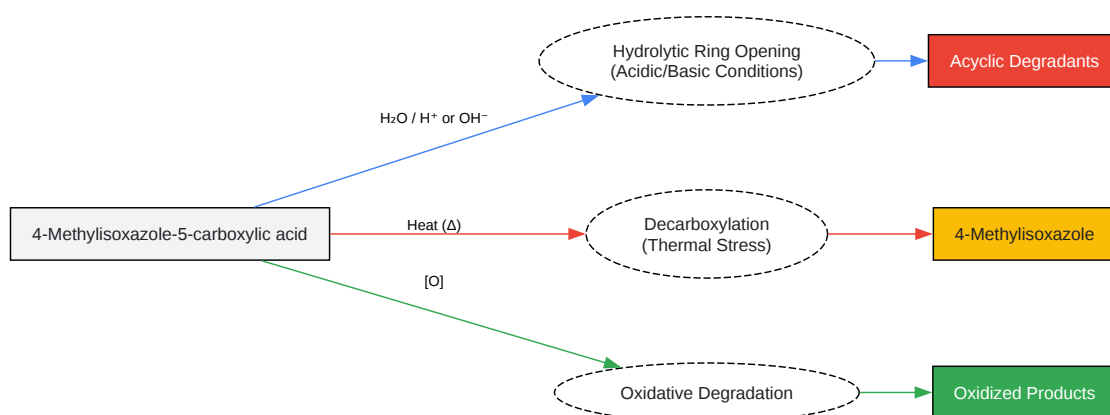 Hydrolytic Ring Opening
(Acidic/Basic Conditions)
Acyclic Degradants
H₂O / H⁺ or OH⁻
4-Methylisoxazole-5-carboxylic acid
Heat (Δ)
Decarboxylation
(Thermal Stress)
4-Methylisoxazole
[O]
Oxidative Degradation
Oxidized Products